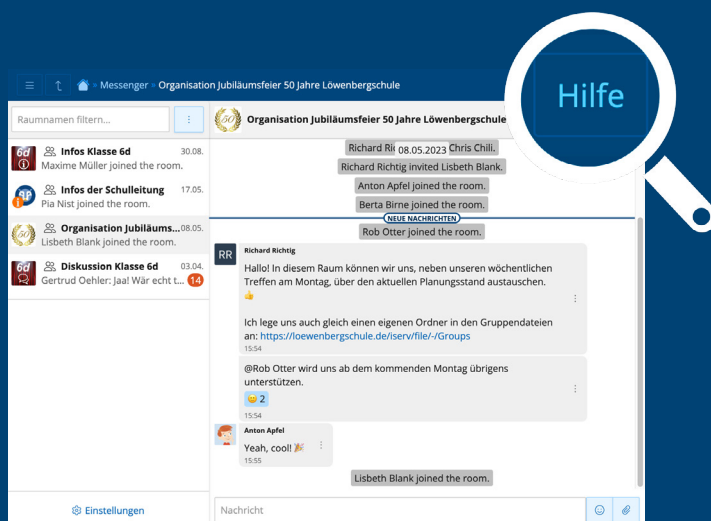 Hilfe
Messenger » Organisation Jubiläumsfeier 50 Jahre Löwenbergschule
Raumnamen filtern...
6d
Infos Klasse 6d 30.08.
Maxime Müller joined the room.
Infos der Schulleitung 17.05.
Pia Nist joined the room.
50
Organisation Jubiläums... 08.05.
Lisbeth Blank joined the room.
6d
Diskussion Klasse 6d 03.04.
Gertrud Oehler: Jaa! Wär echt t... 14
Einstellungen
50
Organisation Jubiläumsfeier 50 Jahre Löwenbergschule
Richard 08.05.2023 Chris Chili.
Richard Richtig invited Lisbeth Blank.
Anton Apfel joined the room.
Berta Birne joined the room.
NEUE NACHRICHTEN
Rob Otter joined the room.
RR
Richard Richtig
Hallo! In diesem Raum können wir uns, neben unseren wöchentlichen
Treffen am Montag, über den aktuellen Planungsstand austauschen.
👍
Ich lege uns auch gleich einen eigenen Ordner in den Gruppendateien
an: https://loewenbergschule.de/iserv/file/-/Groups
15:54
@Rob Otter wird uns ab dem kommenden Montag übrigens
unterstützen.
😀 2
15:54
Anton Apfel
Yeah, cool! 🎉
15:55
Lisbeth Blank joined the room.
Nachricht